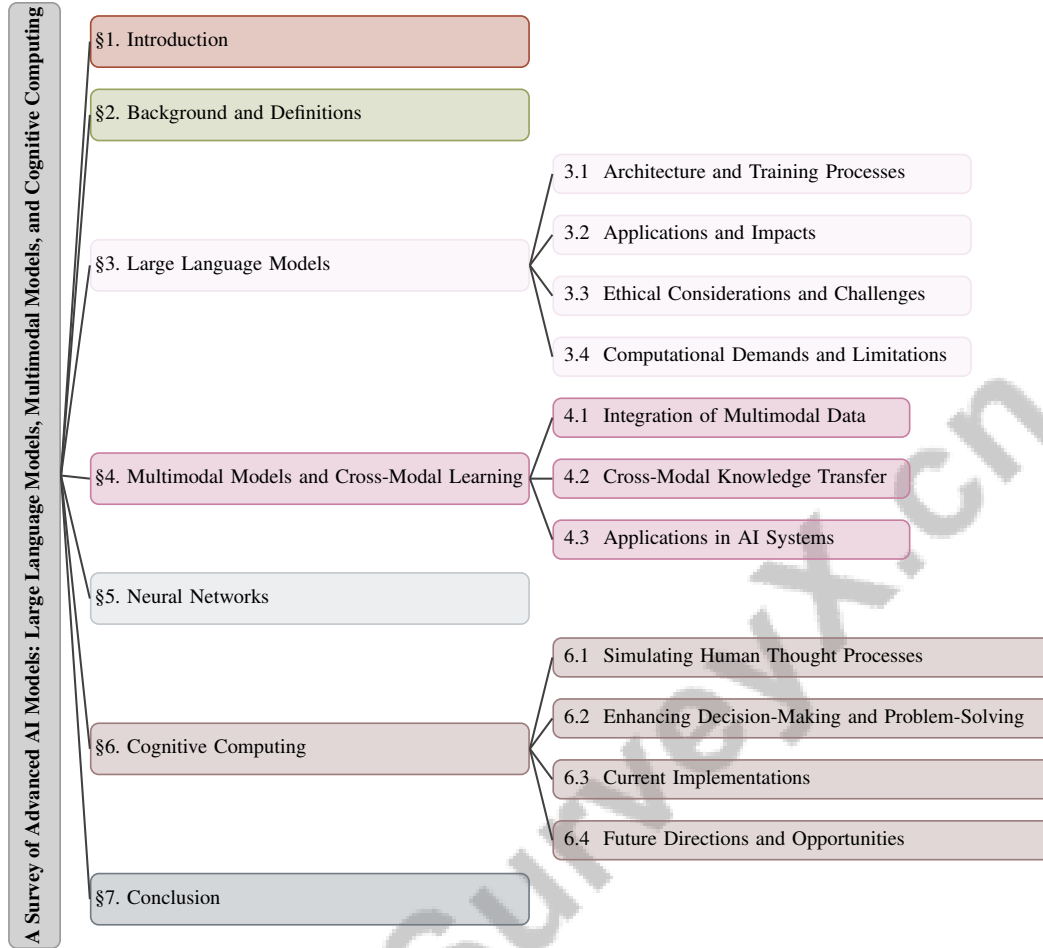 A Survey of Advanced AI Models: Large Language Models, Multimodal Models, and Cognitive Computing
§1. Introduction
§2. Background and Definitions
§3. Large Language Models
3.1 Architecture and Training Processes
3.2 Applications and Impacts
3.3 Ethical Considerations and Challenges
3.4 Computational Demands and Limitations
§4. Multimodal Models and Cross-Modal Learning
4.1 Integration of Multimodal Data
4.2 Cross-Modal Knowledge Transfer
4.3 Applications in AI Systems
§5. Neural Networks
§6. Cognitive Computing
6.1 Simulating Human Thought Processes
6.2 Enhancing Decision-Making and Problem-Solving
6.3 Current Implementations
6.4 Future Directions and Opportunities
§7. Conclusion
SurveyX.cn